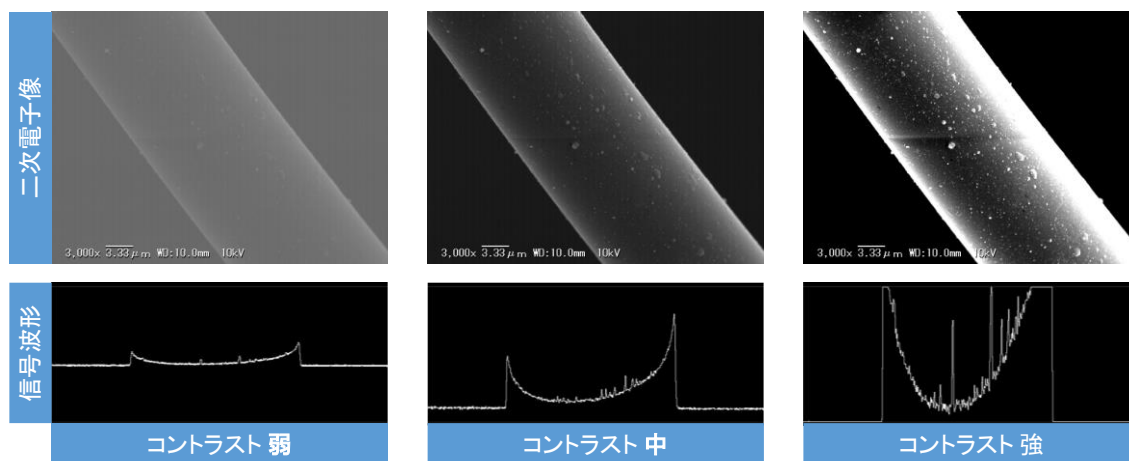 二次電子像
3,000x 3.33μm WD:10.0mm 10kV
3,000x 3.33μm WD:10.0mm 10kV
3,000x 3.33μm WD:10.0mm 10kV
信号波形
コントラスト 弱
コントラスト 中
コントラスト 強